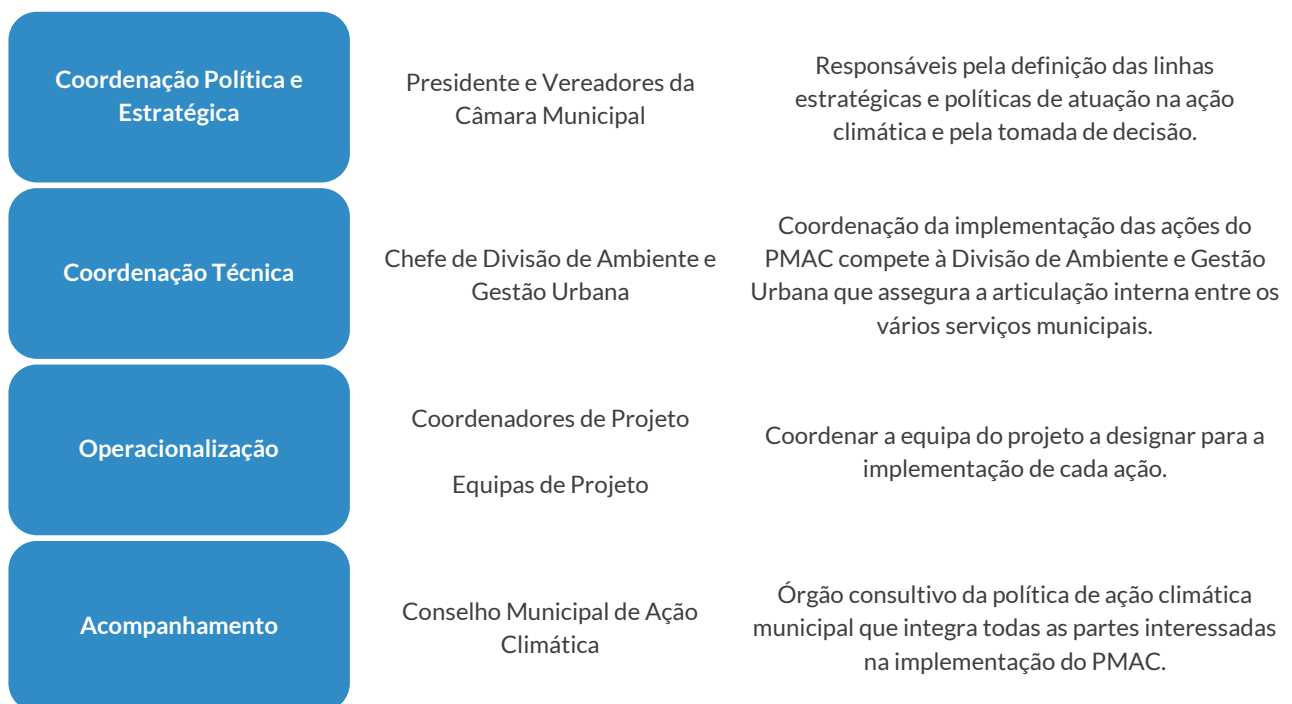 Coordenação Política e
Estratégica
Presidente e Vereadores da
Câmara Municipal
Responsáveis pela definição das linhas
estratégicas e políticas de atuação na ação
climática e pela tomada de decisão.
Coordenação Técnica
Chefe de Divisão de Ambiente e
Gestão Urbana
Coordenação da implementação das ações do
PMAC compete à Divisão de Ambiente e Gestão
Urbana que assegura a articulação interna entre os
vários serviços municipais.
Operacionalização
Coordenadores de Projeto
Equipas de Projeto
Coordenar a equipa do projeto a designar para a
implementação de cada ação.
Acompanhamento
Conselho Municipal de Ação
Climática
Órgão consultivo da política de ação climática
municipal que integra todas as partes interessadas
na implementação do PMAC.